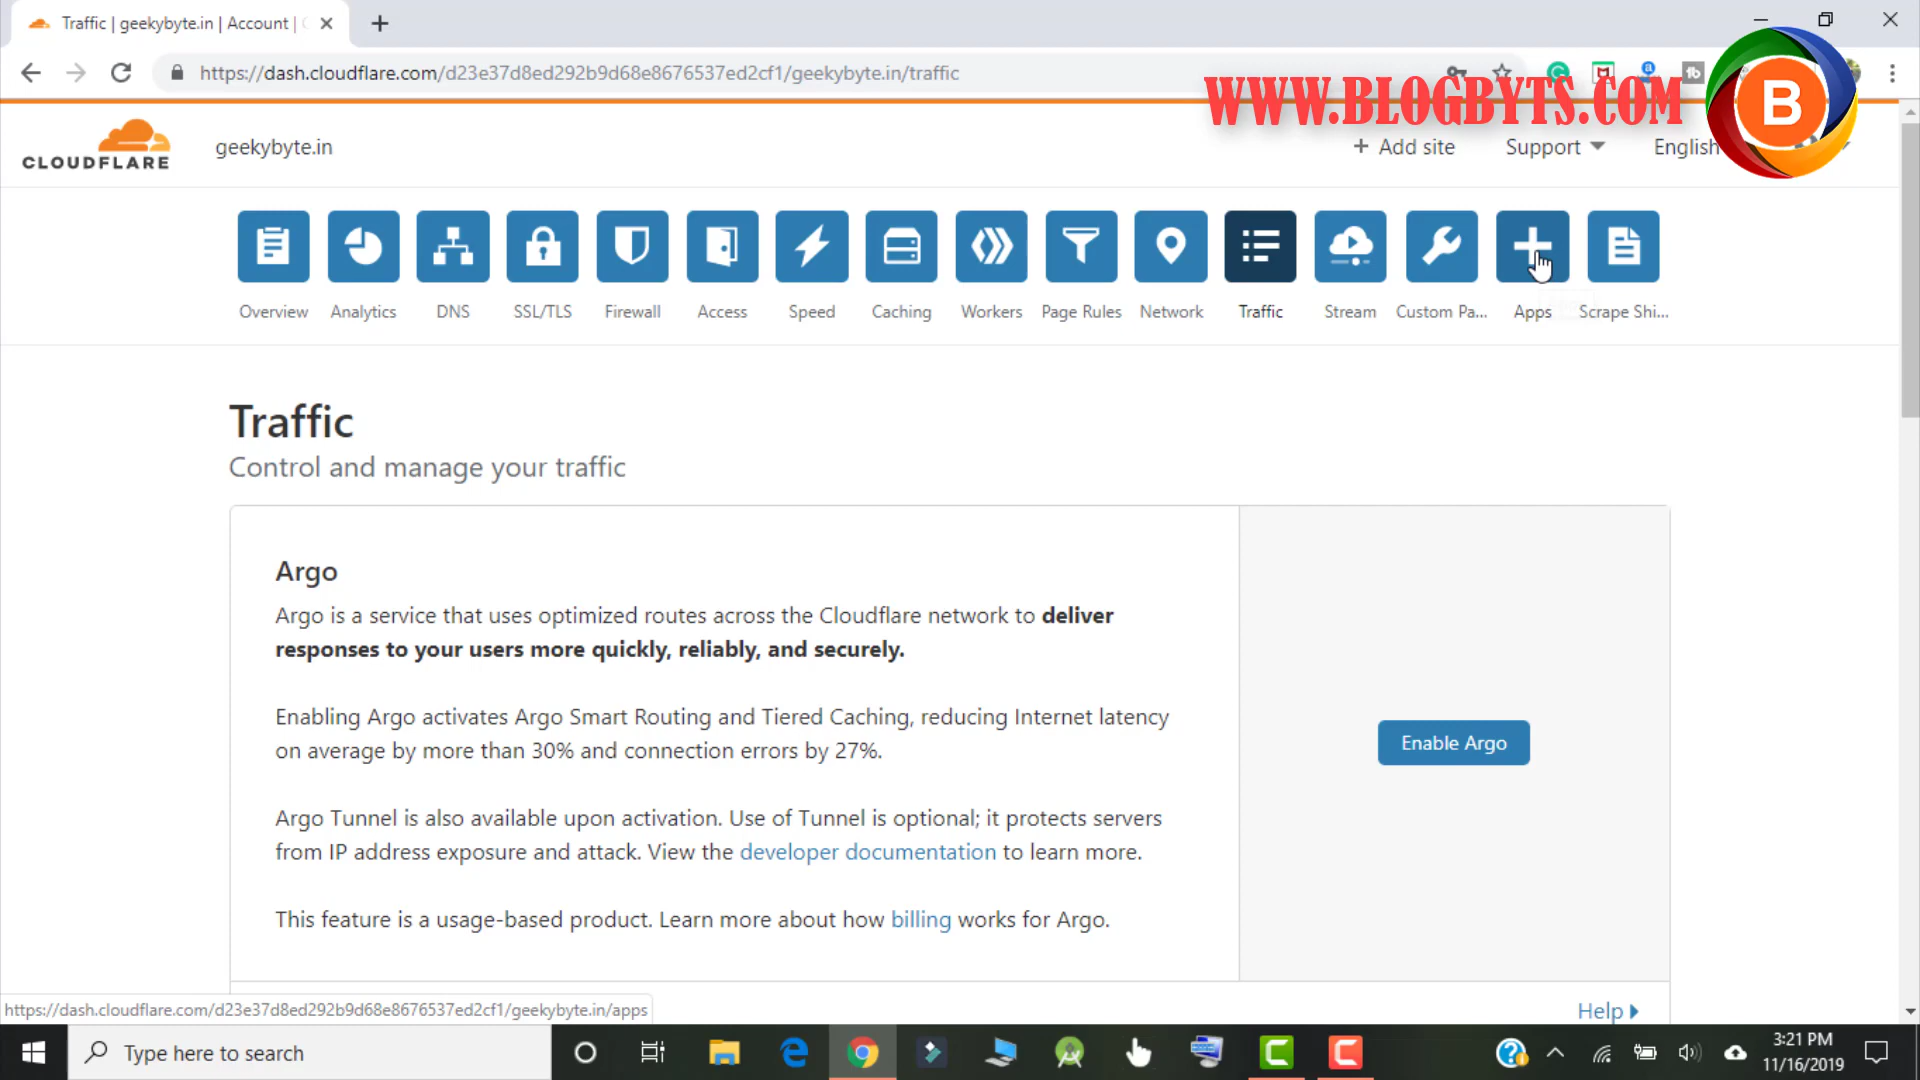 Traffic | geekybyte.in | Account |
https://dash.cloudflare.com/d23e37d8ed292b9d68e8676537ed2cf1/geekybyte.in/traffic
WWW.BLOGBYTS.COM
B
CLOUDFLARE
geekybyte.in
+ Add site
Support
English
Overview
Analytics
DNS
SSL/TLS
Firewall
Access
Speed
Caching
Workers
Page Rules
Network
Traffic
Stream
Custom Pa...
Apps
Scrape Shi...
Traffic
Control and manage your traffic
Argo
Argo is a service that uses optimized routes across the Cloudflare network to deliver
responses to your users more quickly, reliably, and securely.
Enabling Argo activates Argo Smart Routing and Tiered Caching, reducing Internet latency
on average by more than 30% and connection errors by 27%.
Enable Argo
Argo Tunnel is also available upon activation. Use of Tunnel is optional; it protects servers
from IP address exposure and attack. View the developer documentation to learn more.
This feature is a usage-based product. Learn more about how billing works for Argo.
https://dash.cloudflare.com/d23e37d8ed292b9d68e8676537ed2cf1/geekybyte.in/apps
Help
Type here to search
3:21 PM
11/16/2019